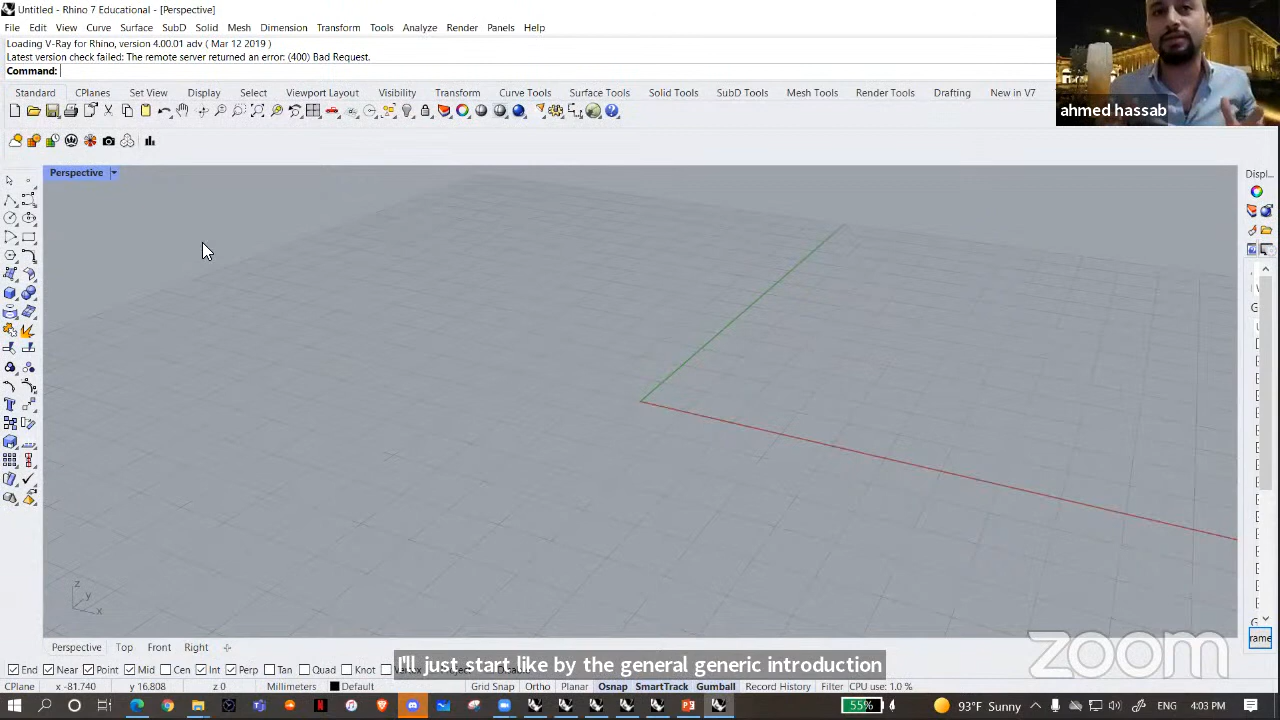 Untitled - Rhino 7 Educational - [Perspective]
File Edit View Curve Surface SubD Solid Mesh Dimension Transform Tools Analyze Render Panels Help
Loading V-Ray for Rhino, version 4.00.01 adv ( Mar 12 2019 )
Latest version check failed: The remote server returned an error: (400) Bad Request.
Command:
Standard CPlanes Set View Display Select Viewport Layout Visibility Transform Curve Tools Surface Tools Solid Tools SubD Tools Mesh Tools Render Tools Drafting New in V7
ahmed hassab
Perspective
Displ...
z
y
x
rame
Perspective Top Front Right
zoom
I'll just start like by the general generic introduction
End Near Point Mid Cen Int Perp Tan Quad Knot
CPlane x -81.740 y 16.808 z 0 Millimeters Default Grid Snap Ortho Planar Osnap SmartTrack Gumball Record History Filter CPU use: 1.0 %
55% 93°F Sunny ENG 4:03 PM